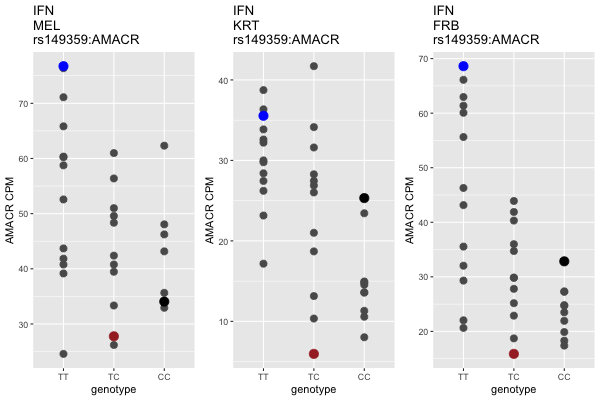 IFN
MEL
rs149359:AMACR
70
60
50
40
30
AMACR CPM
TT
TC
CC
genotype
IFN
KRT
rs149359:AMACR
40
30
20
10
AMACR CPM
TT
TC
CC
genotype
IFN
FRB
rs149359:AMACR
70
60
50
40
30
20
AMACR CPM
TT
TC
CC
genotype